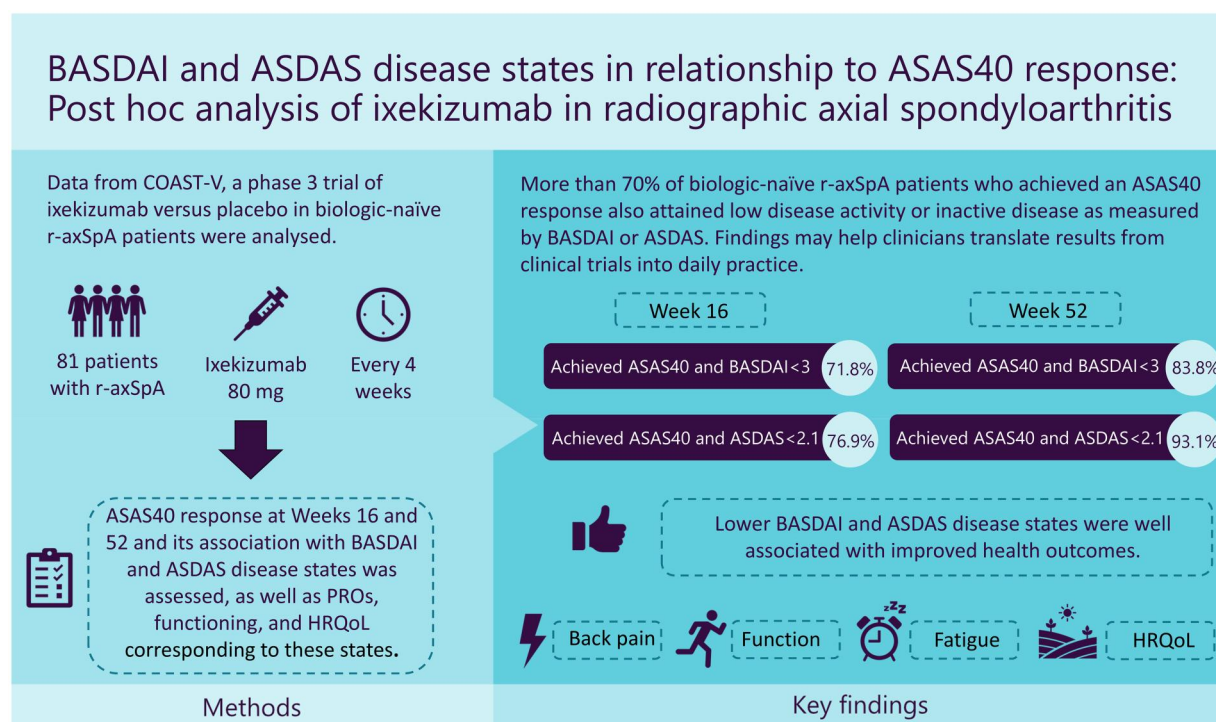 BASDAI and ASDAS disease states in relationship to ASAS40 response:
Post hoc analysis of ixekizumab in radiographic axial spondyloarthritis
Data from COAST-V, a phase 3 trial of
ixekizumab versus placebo in biologic-naïve
r-axSpA patients were analysed.
81 patients
with r-axSpA
Ixekizumab
80 mg
Every 4
weeks
ASAS40 response at Weeks 16 and
52 and its association with BASDAI
and ASDAS disease states was
assessed, as well as PROs,
functioning, and HRQoL
corresponding to these states.
Methods
More than 70% of biologic-naïve r-axSpA patients who achieved an ASAS40
response also attained low disease activity or inactive disease as measured
by BASDAI or ASDAS. Findings may help clinicians translate results from
clinical trials into daily practice.
Week 16
Achieved ASAS40 and BASDAI<3 71.8%
Achieved ASAS40 and ASDAS<2.1 76.9%
Week 52
Achieved ASAS40 and BASDAI<3 83.8%
Achieved ASAS40 and ASDAS<2.1 93.1%
Lower BASDAI and ASDAS disease states were well
associated with improved health outcomes.
Back pain
Function
zZZ
Fatigue
HRQoL
Key findings